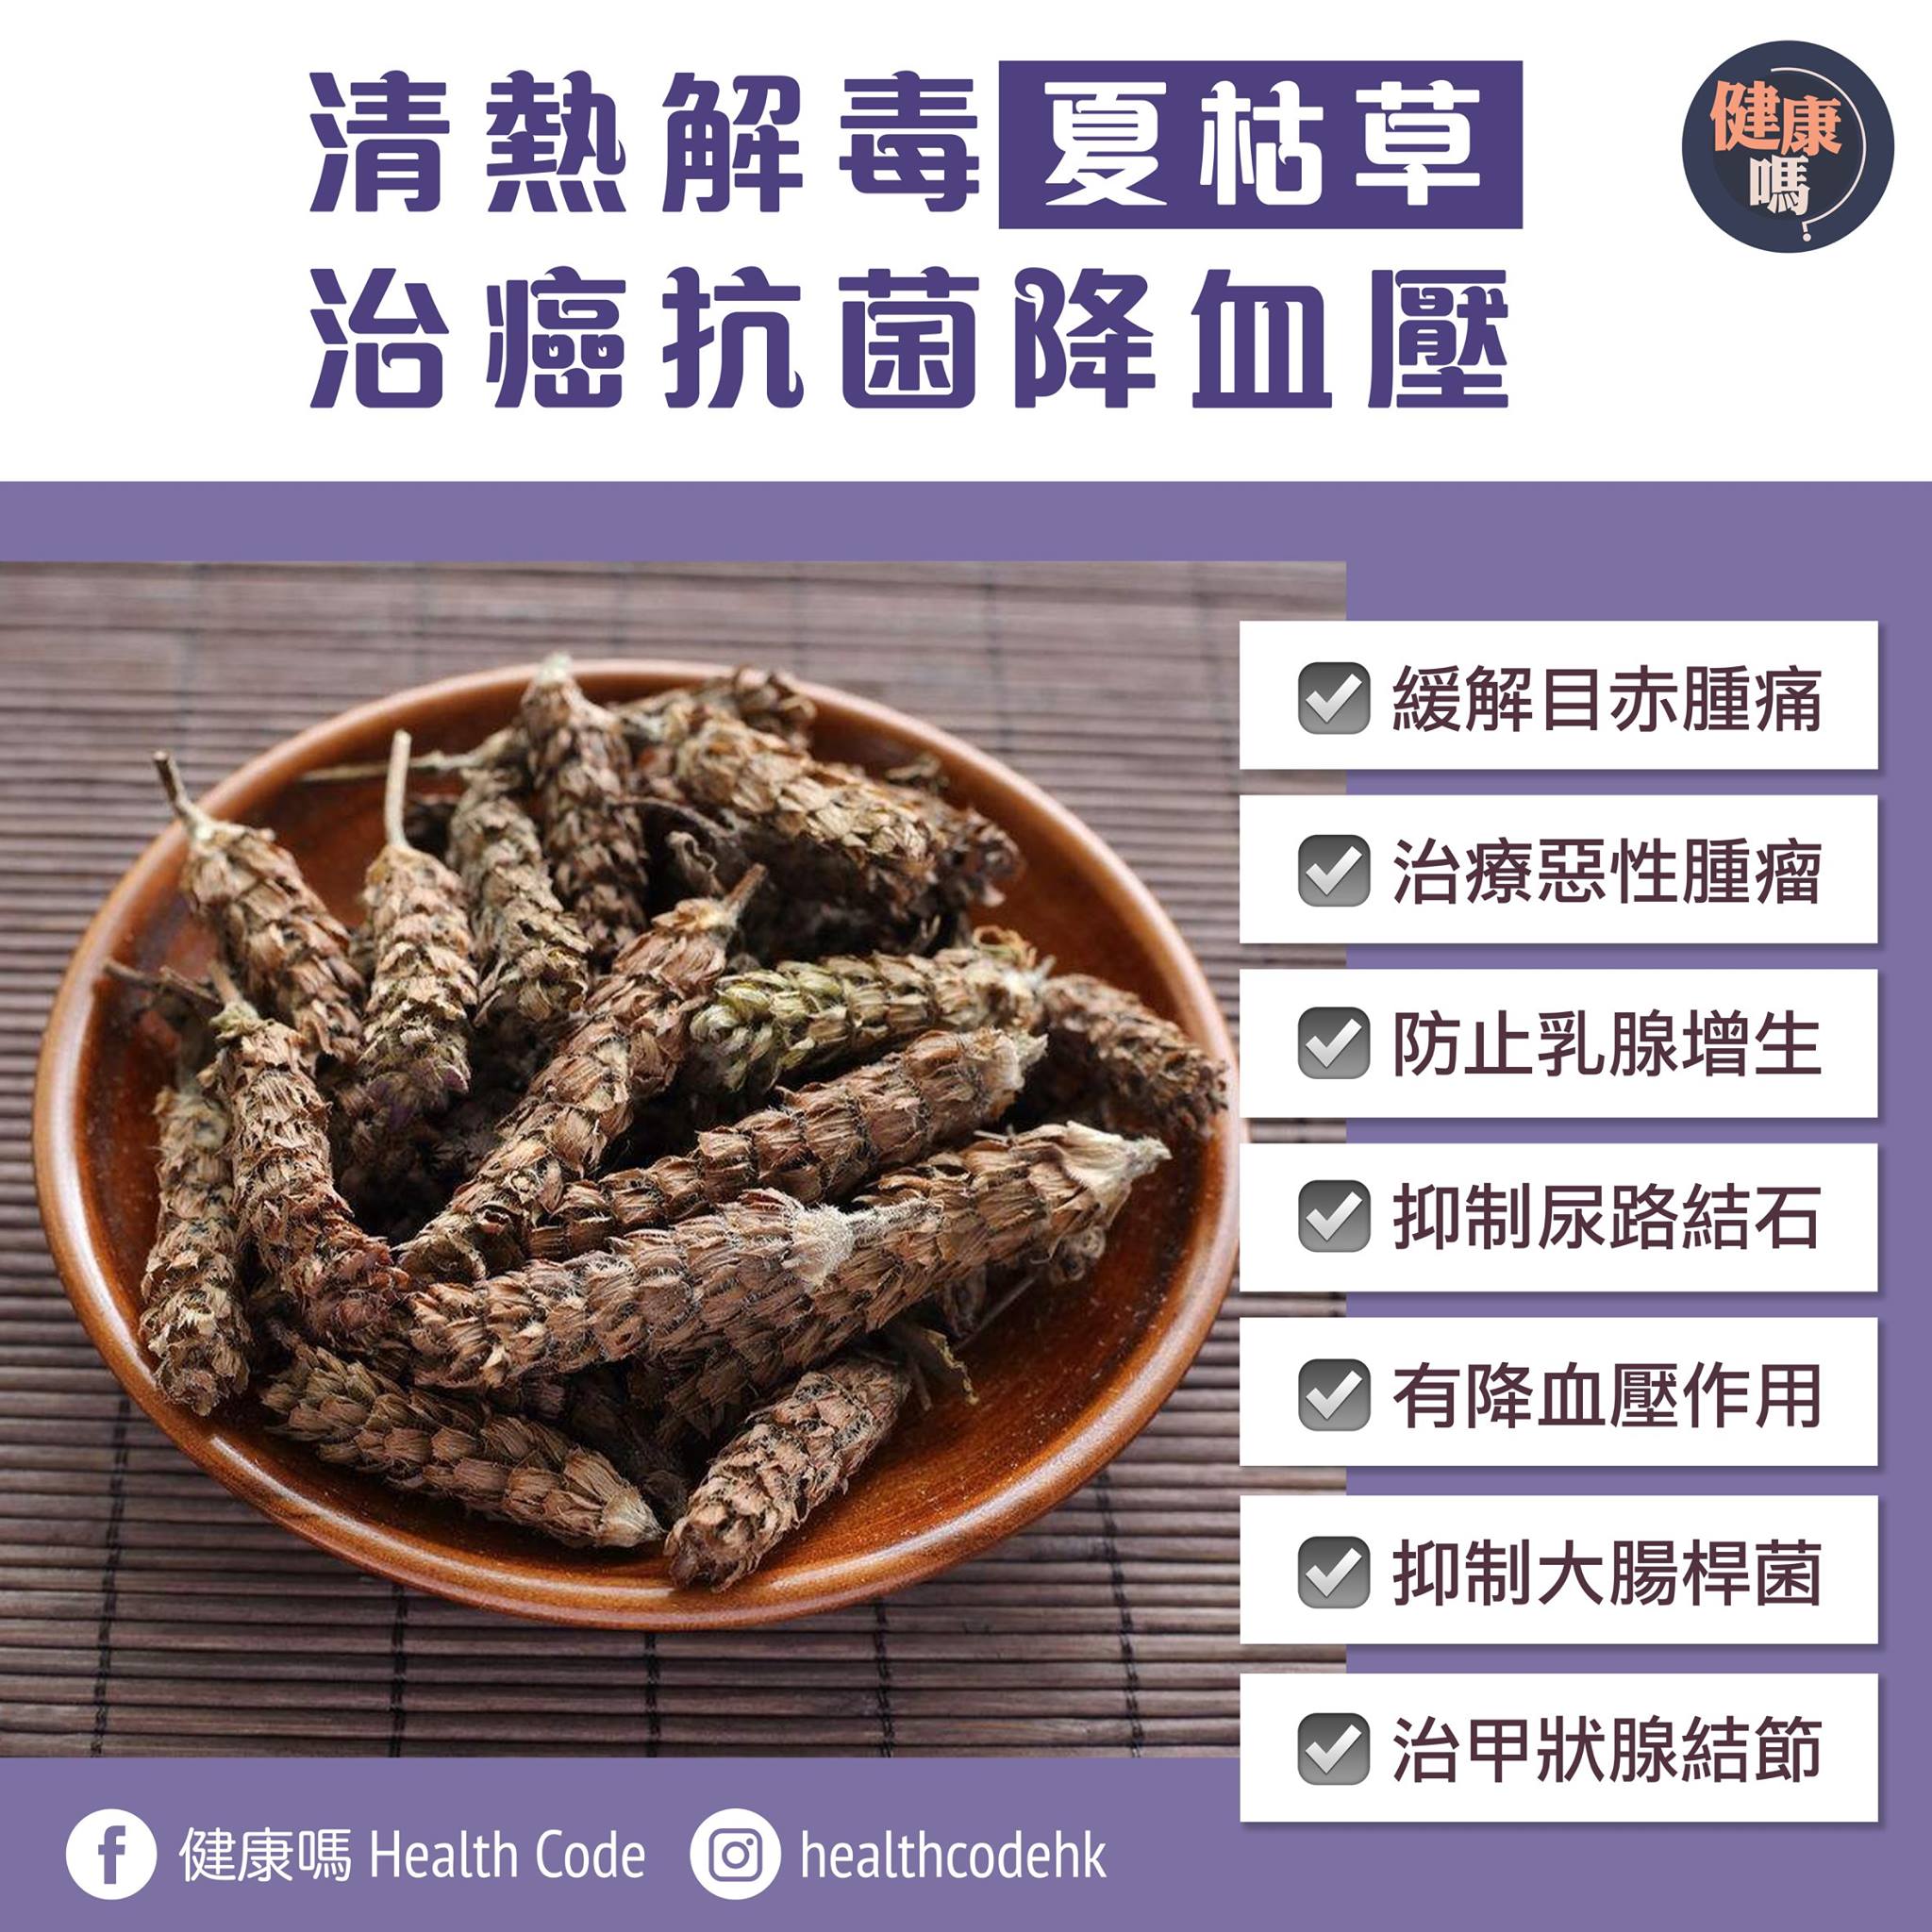 清熱解毒夏枯草
治癌抗菌降血壓
健康
嗎?
緩解目赤腫痛
治療惡性腫瘤
防止乳腺增生
抑制尿路結石
有降血壓作用
抑制大腸桿菌
治甲狀腺結節
健康嗎 Health Code
healthcodehk